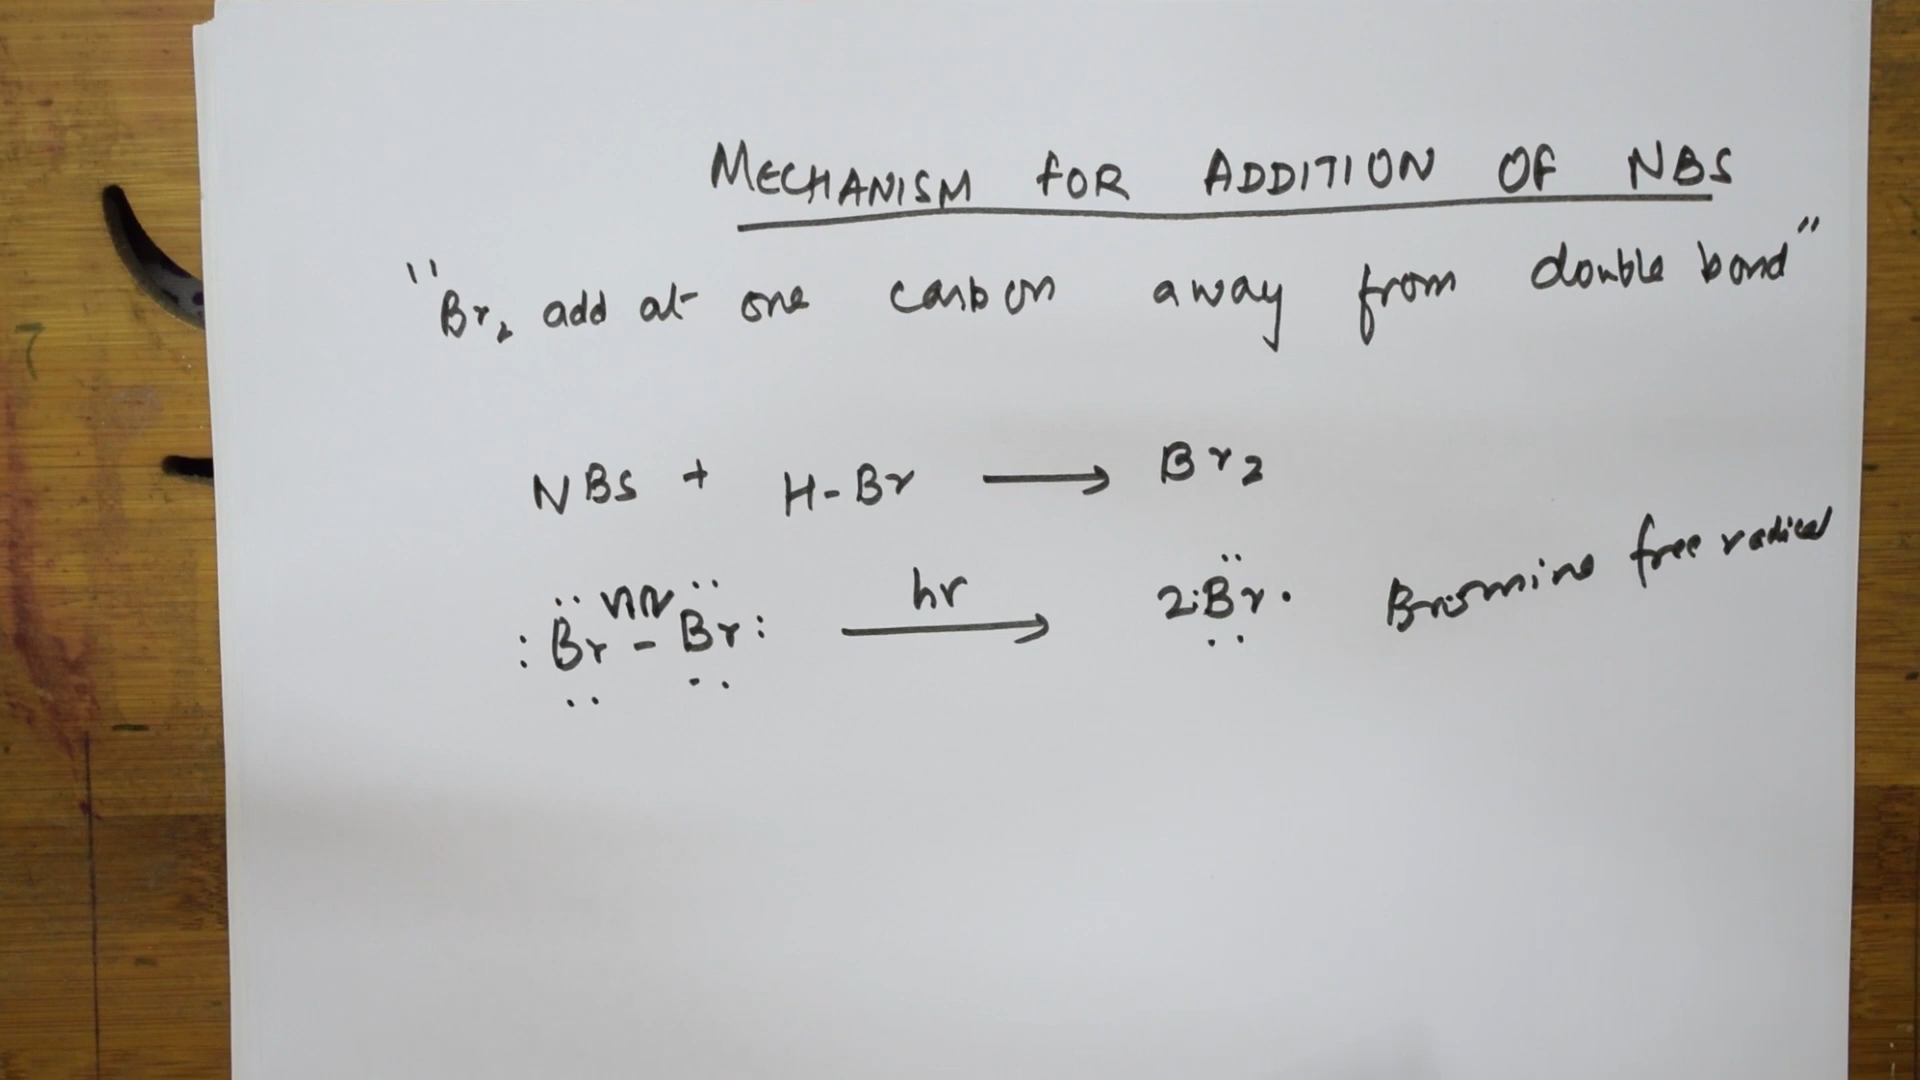 MECHANISM FOR ADDITION OF NBS
"Br₂ add at one carbon away from double bond"
NBS + H-Br ⟶ Br₂
:Br - Br: hr ⟶ 2:Br· Bromine free radical